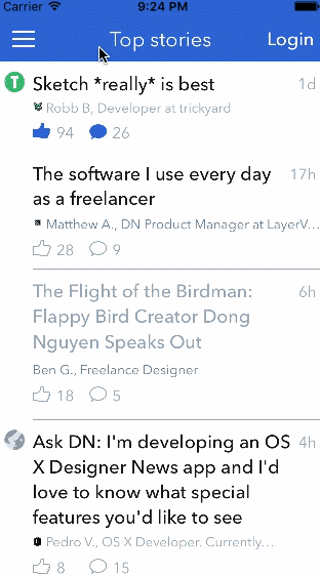 Carrier 9:24 PM
Top stories Login
T Sketch *really* is best 1d
Robb B, Developer at trickyard
94 26
The software I use every day 17h
as a freelancer
Matthew A., DN Product Manager at LayerV...
28 9
The Flight of the Birdman: 6h
Flappy Bird Creator Dong
Nguyen Speaks Out
Ben G., Freelance Designer
18 5
Ask DN: I'm developing an OS 4h
X Designer News app and I'd
love to know what special
features you'd like to see
Pedro V., OS X Developer. Currently...
8 15